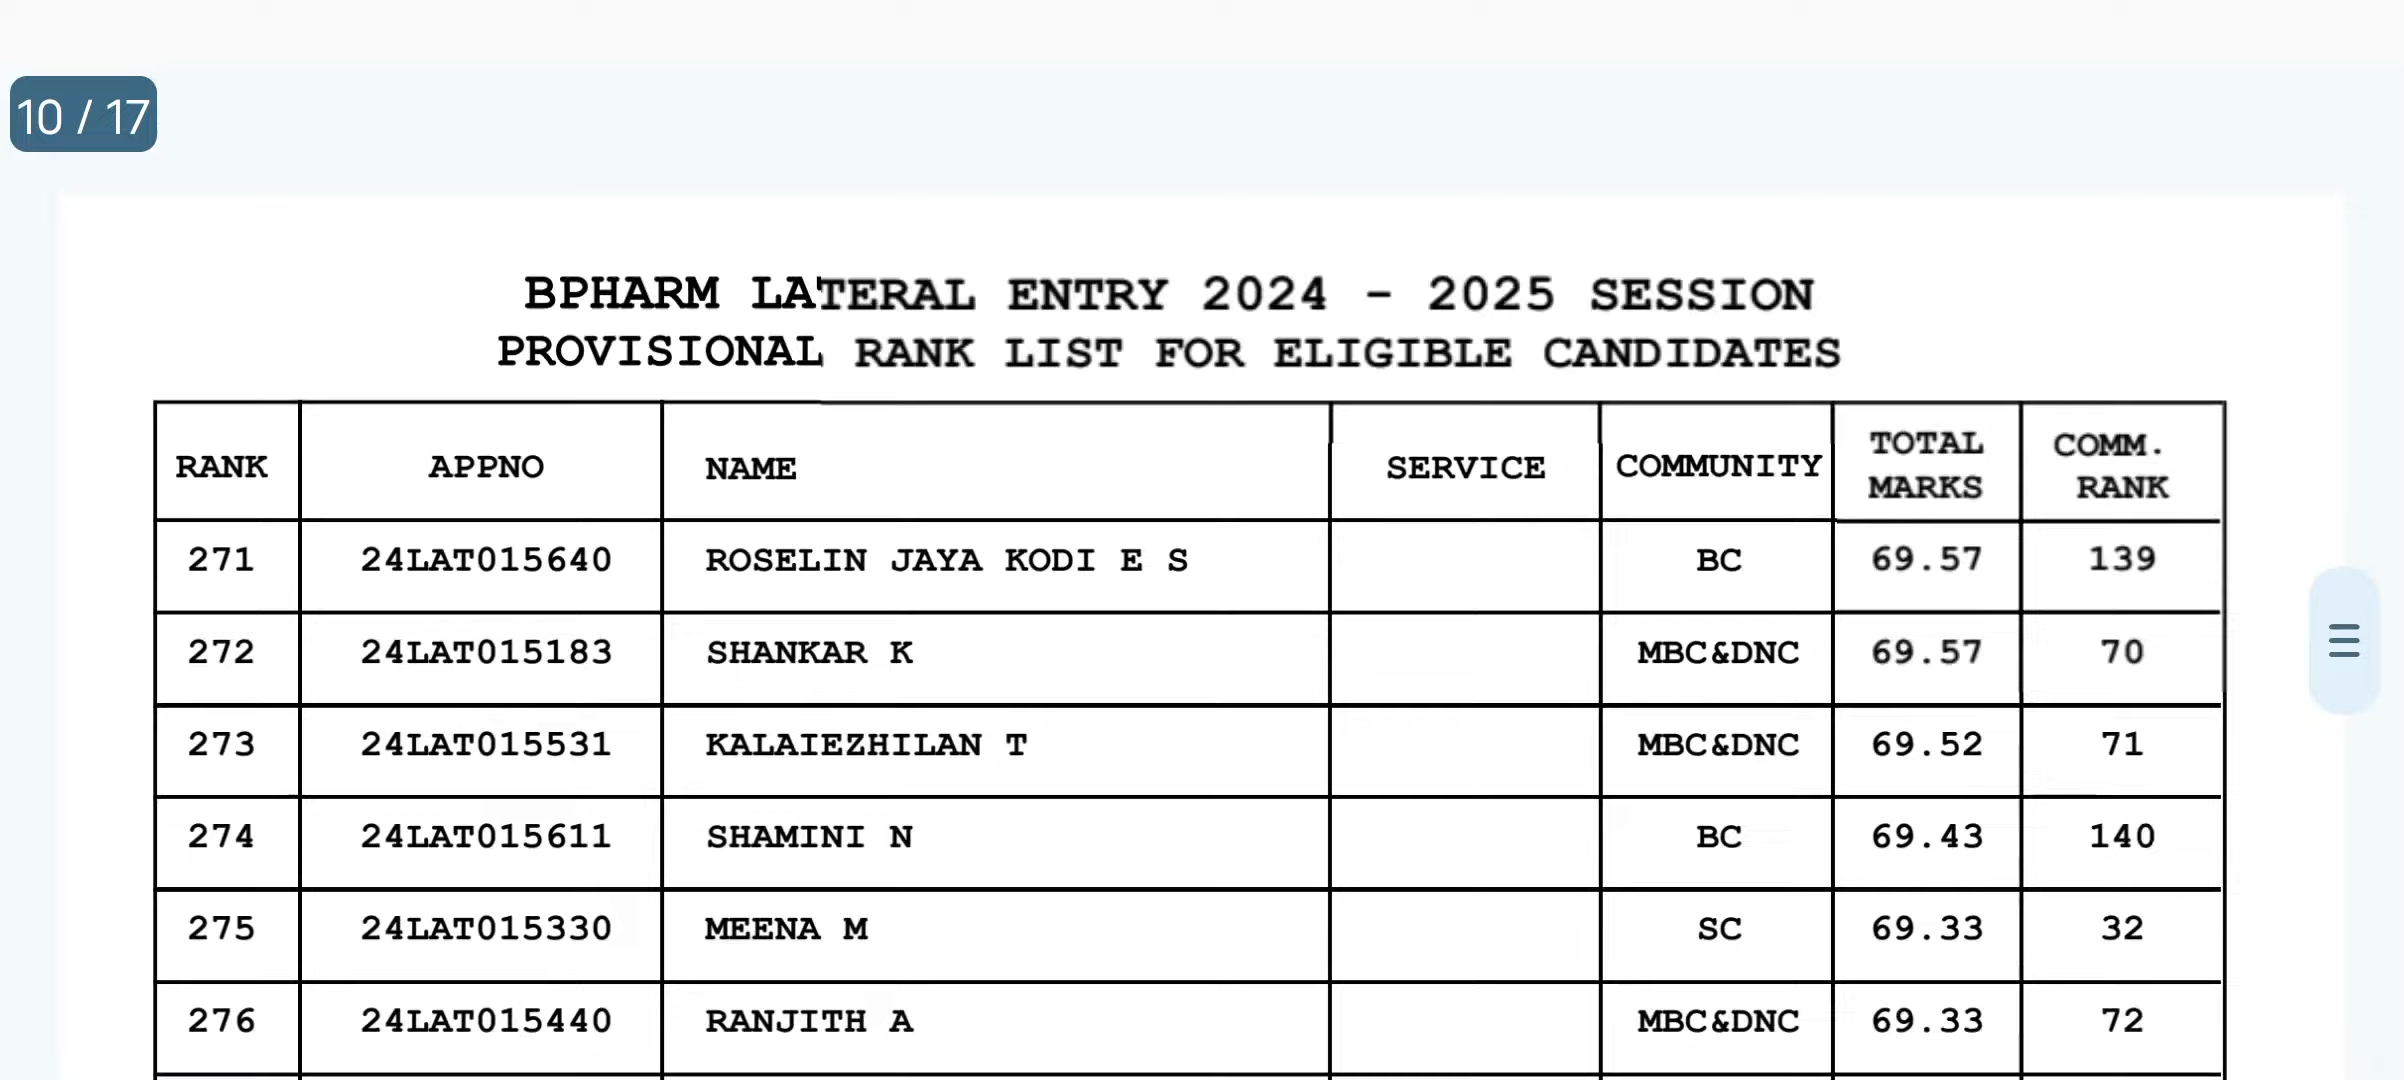 10 / 17
BPHARM LATERAL ENTRY 2024 - 2025 SESSION
PROVISIONAL RANK LIST FOR ELIGIBLE CANDIDATES
RANK APPNO NAME SERVICE COMMUNITY TOTAL MARKS COMM. RANK
271 24LAT015640 ROSELIN JAYA KODI E S BC 69.57 139
272 24LAT015183 SHANKAR K MBC&DNC 69.57 70
273 24LAT015531 KALAIEZHILAN T MBC&DNC 69.52 71
274 24LAT015611 SHAMINI N BC 69.43 140
275 24LAT015330 MEENA M SC 69.33 32
276 24LAT015440 RANJITH A MBC&DNC 69.33 72